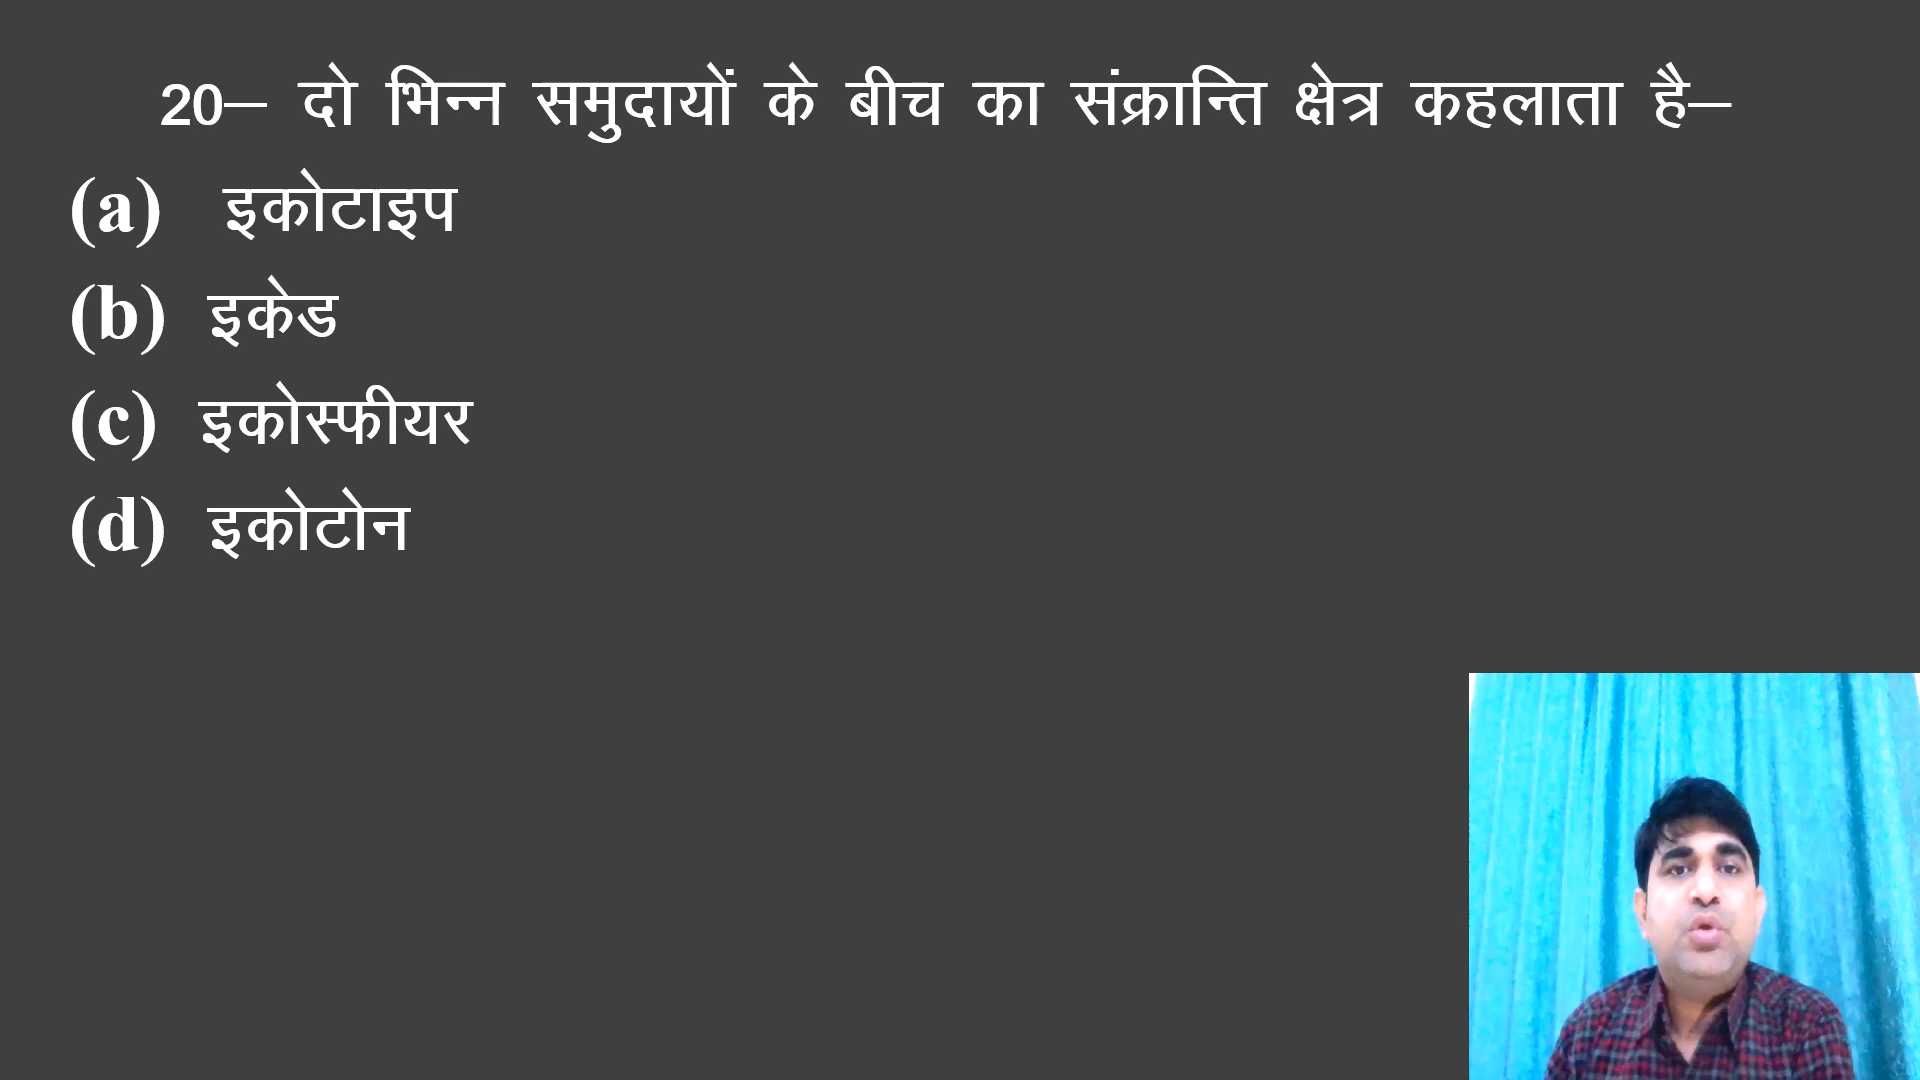 20– दो भिन्न समुदायों के बीच का संक्रान्ति क्षेत्र कहलाता है–
(a) इकोटाइप
(b) इकेड
(c) इकोस्फीयर
(d) इकोटोन